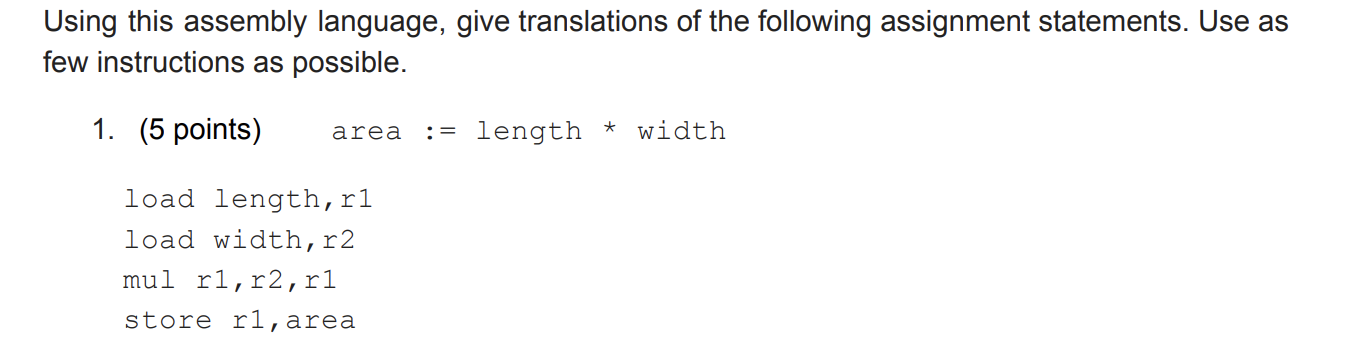 Using this assembly language, give translations of the following assignment statements. Use as
few instructions as possible.
1. (5 points) area := length * width
load length,r1
load width,r2
mul r1,r2,r1
store r1,area